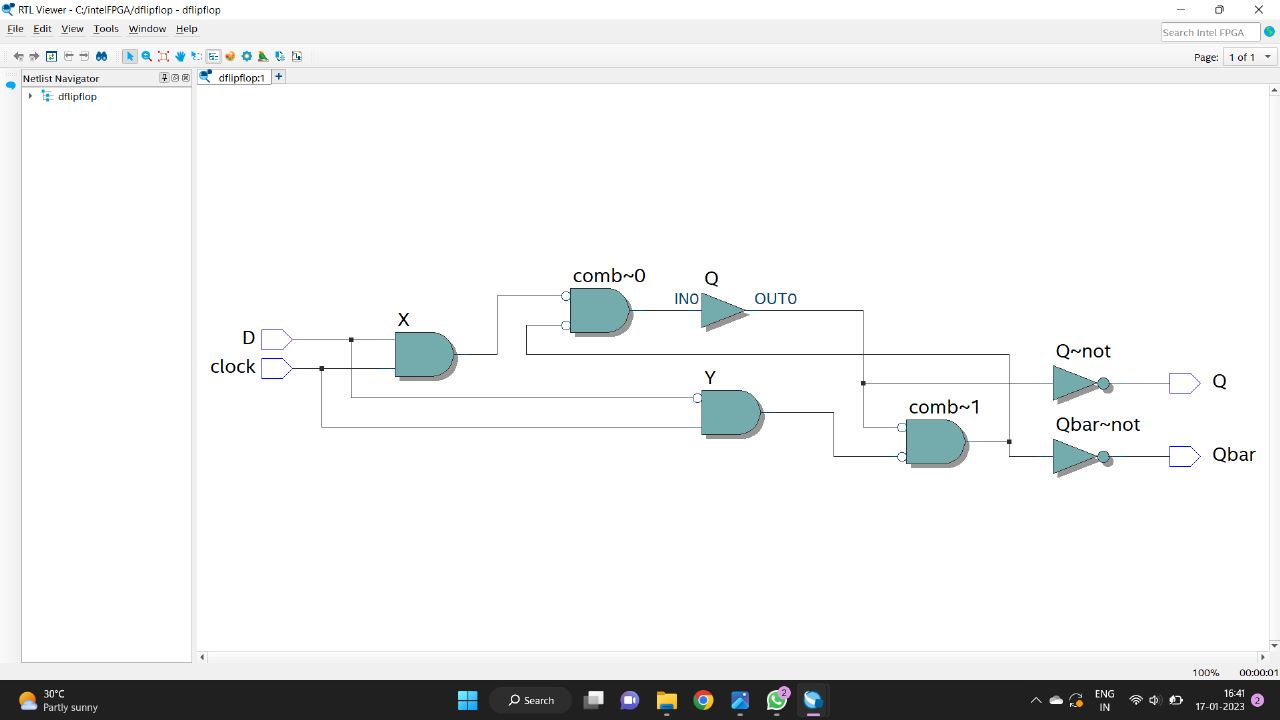 RTL Viewer - C:/intelFPGA/dflipflop - dflipflop
File Edit View Tools Window Help
Search Intel FPGA
Page: 1 of 1
Netlist Navigator
dflipflop:1
dflipflop
comb~0
Q
IN0
OUT0
X
D
clock
Y
Q~not
Q
comb~1
Qbar~not
Qbar
100% 00:00:01
30°C
Partly sunny
Search
2
ENG
IN
16:41
17-01-2023
2